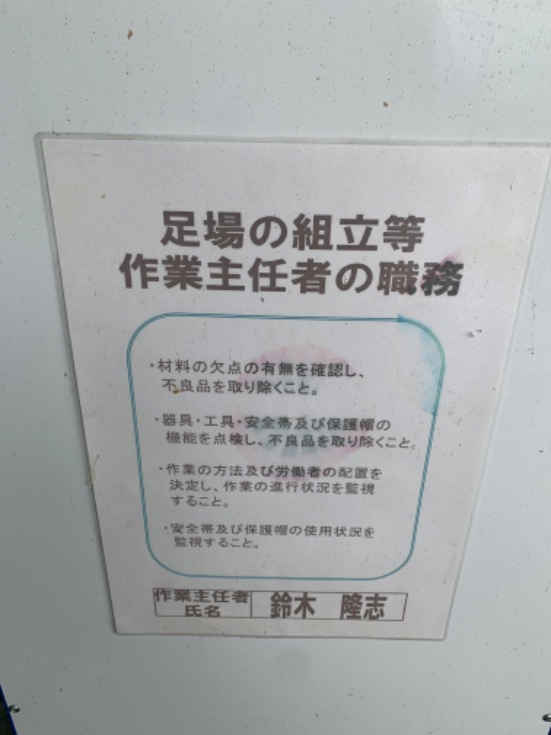 足場の組立等
作業主任者の職務
・材料の欠点の有無を確認し、
不良品を取り除くこと。
・器具・工具・安全帯及び保護帽の
機能を点検し、不良品を取り除くこと。
・作業の方法及び労働者の配置を
決定し、作業の進行状況を監視
すること。
・安全帯及び保護帽の使用状況を
監視すること。
作業主任者
氏名
鈴木 隆志